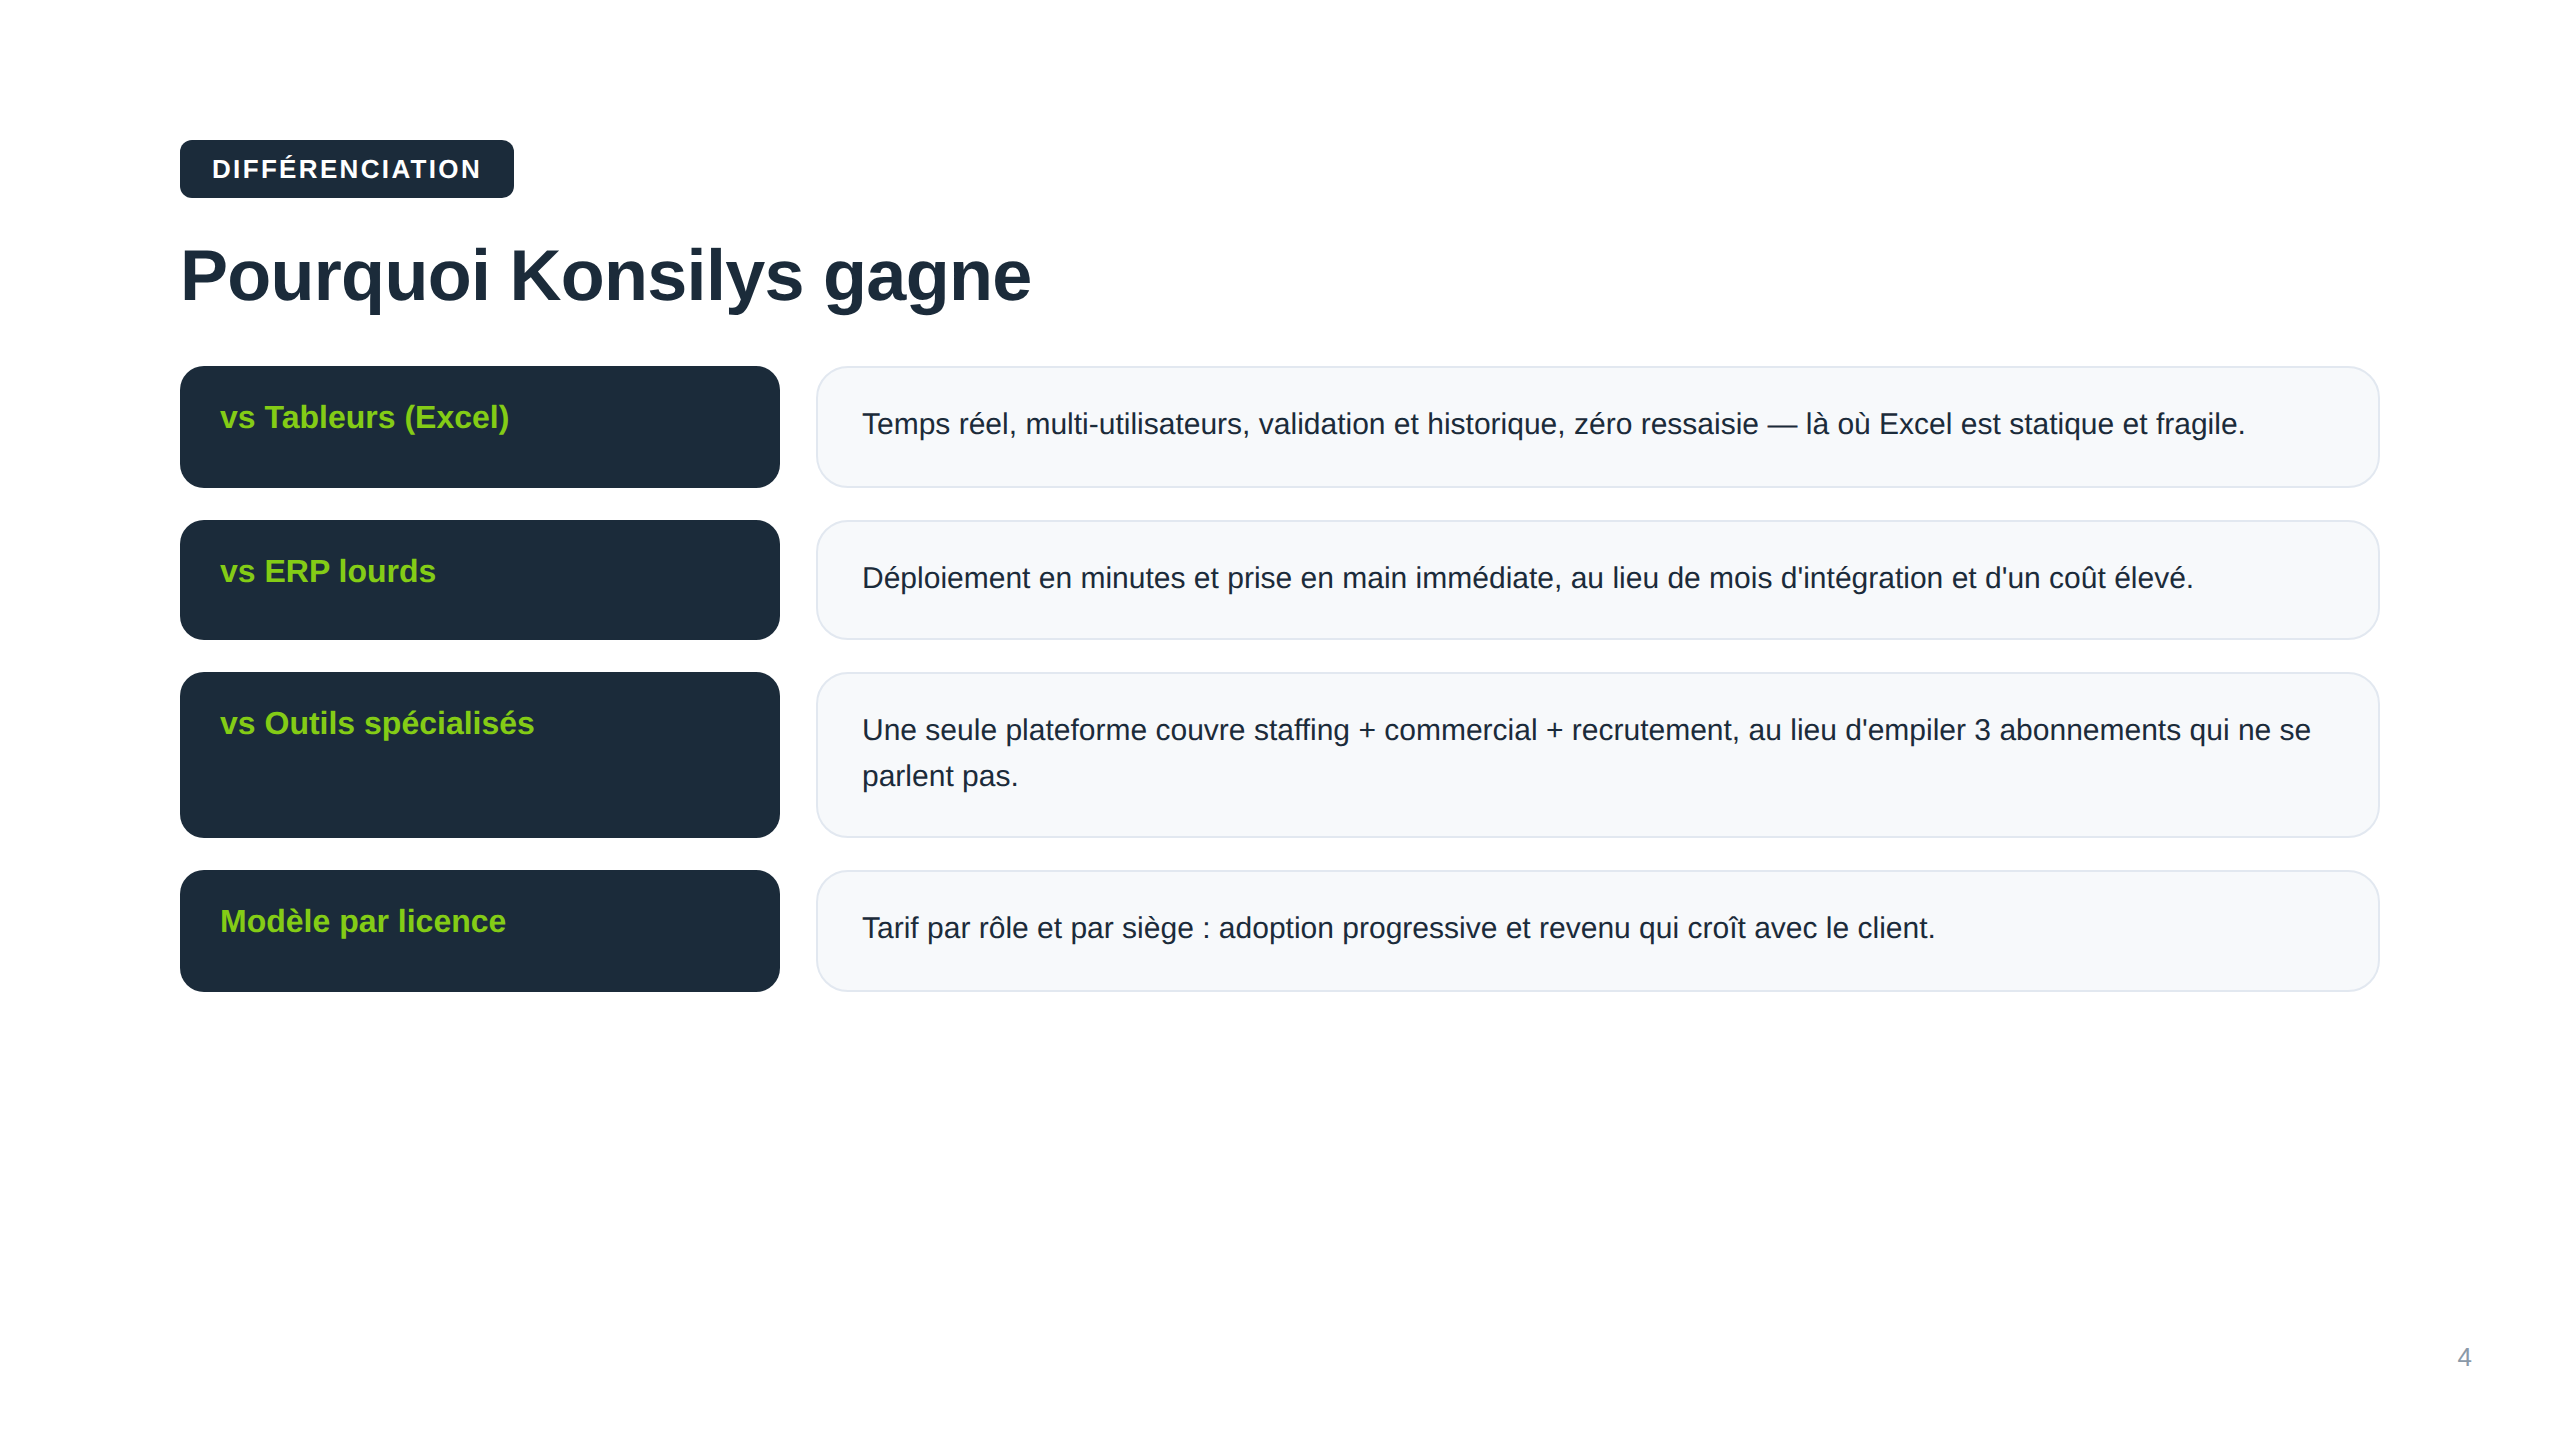 DIFFÉRENCIATION
Pourquoi Konsilys gagne
vs Tableurs (Excel)
Temps réel, multi-utilisateurs, validation et historique, zéro ressaisie — là où Excel est statique et fragile.
vs ERP lourds
Déploiement en minutes et prise en main immédiate, au lieu de mois d'intégration et d'un coût élevé.
vs Outils spécialisés
Une seule plateforme couvre staffing + commercial + recrutement, au lieu d'empiler 3 abonnements qui ne se
parlent pas.
Modèle par licence
Tarif par rôle et par siège : adoption progressive et revenu qui croît avec le client.
4